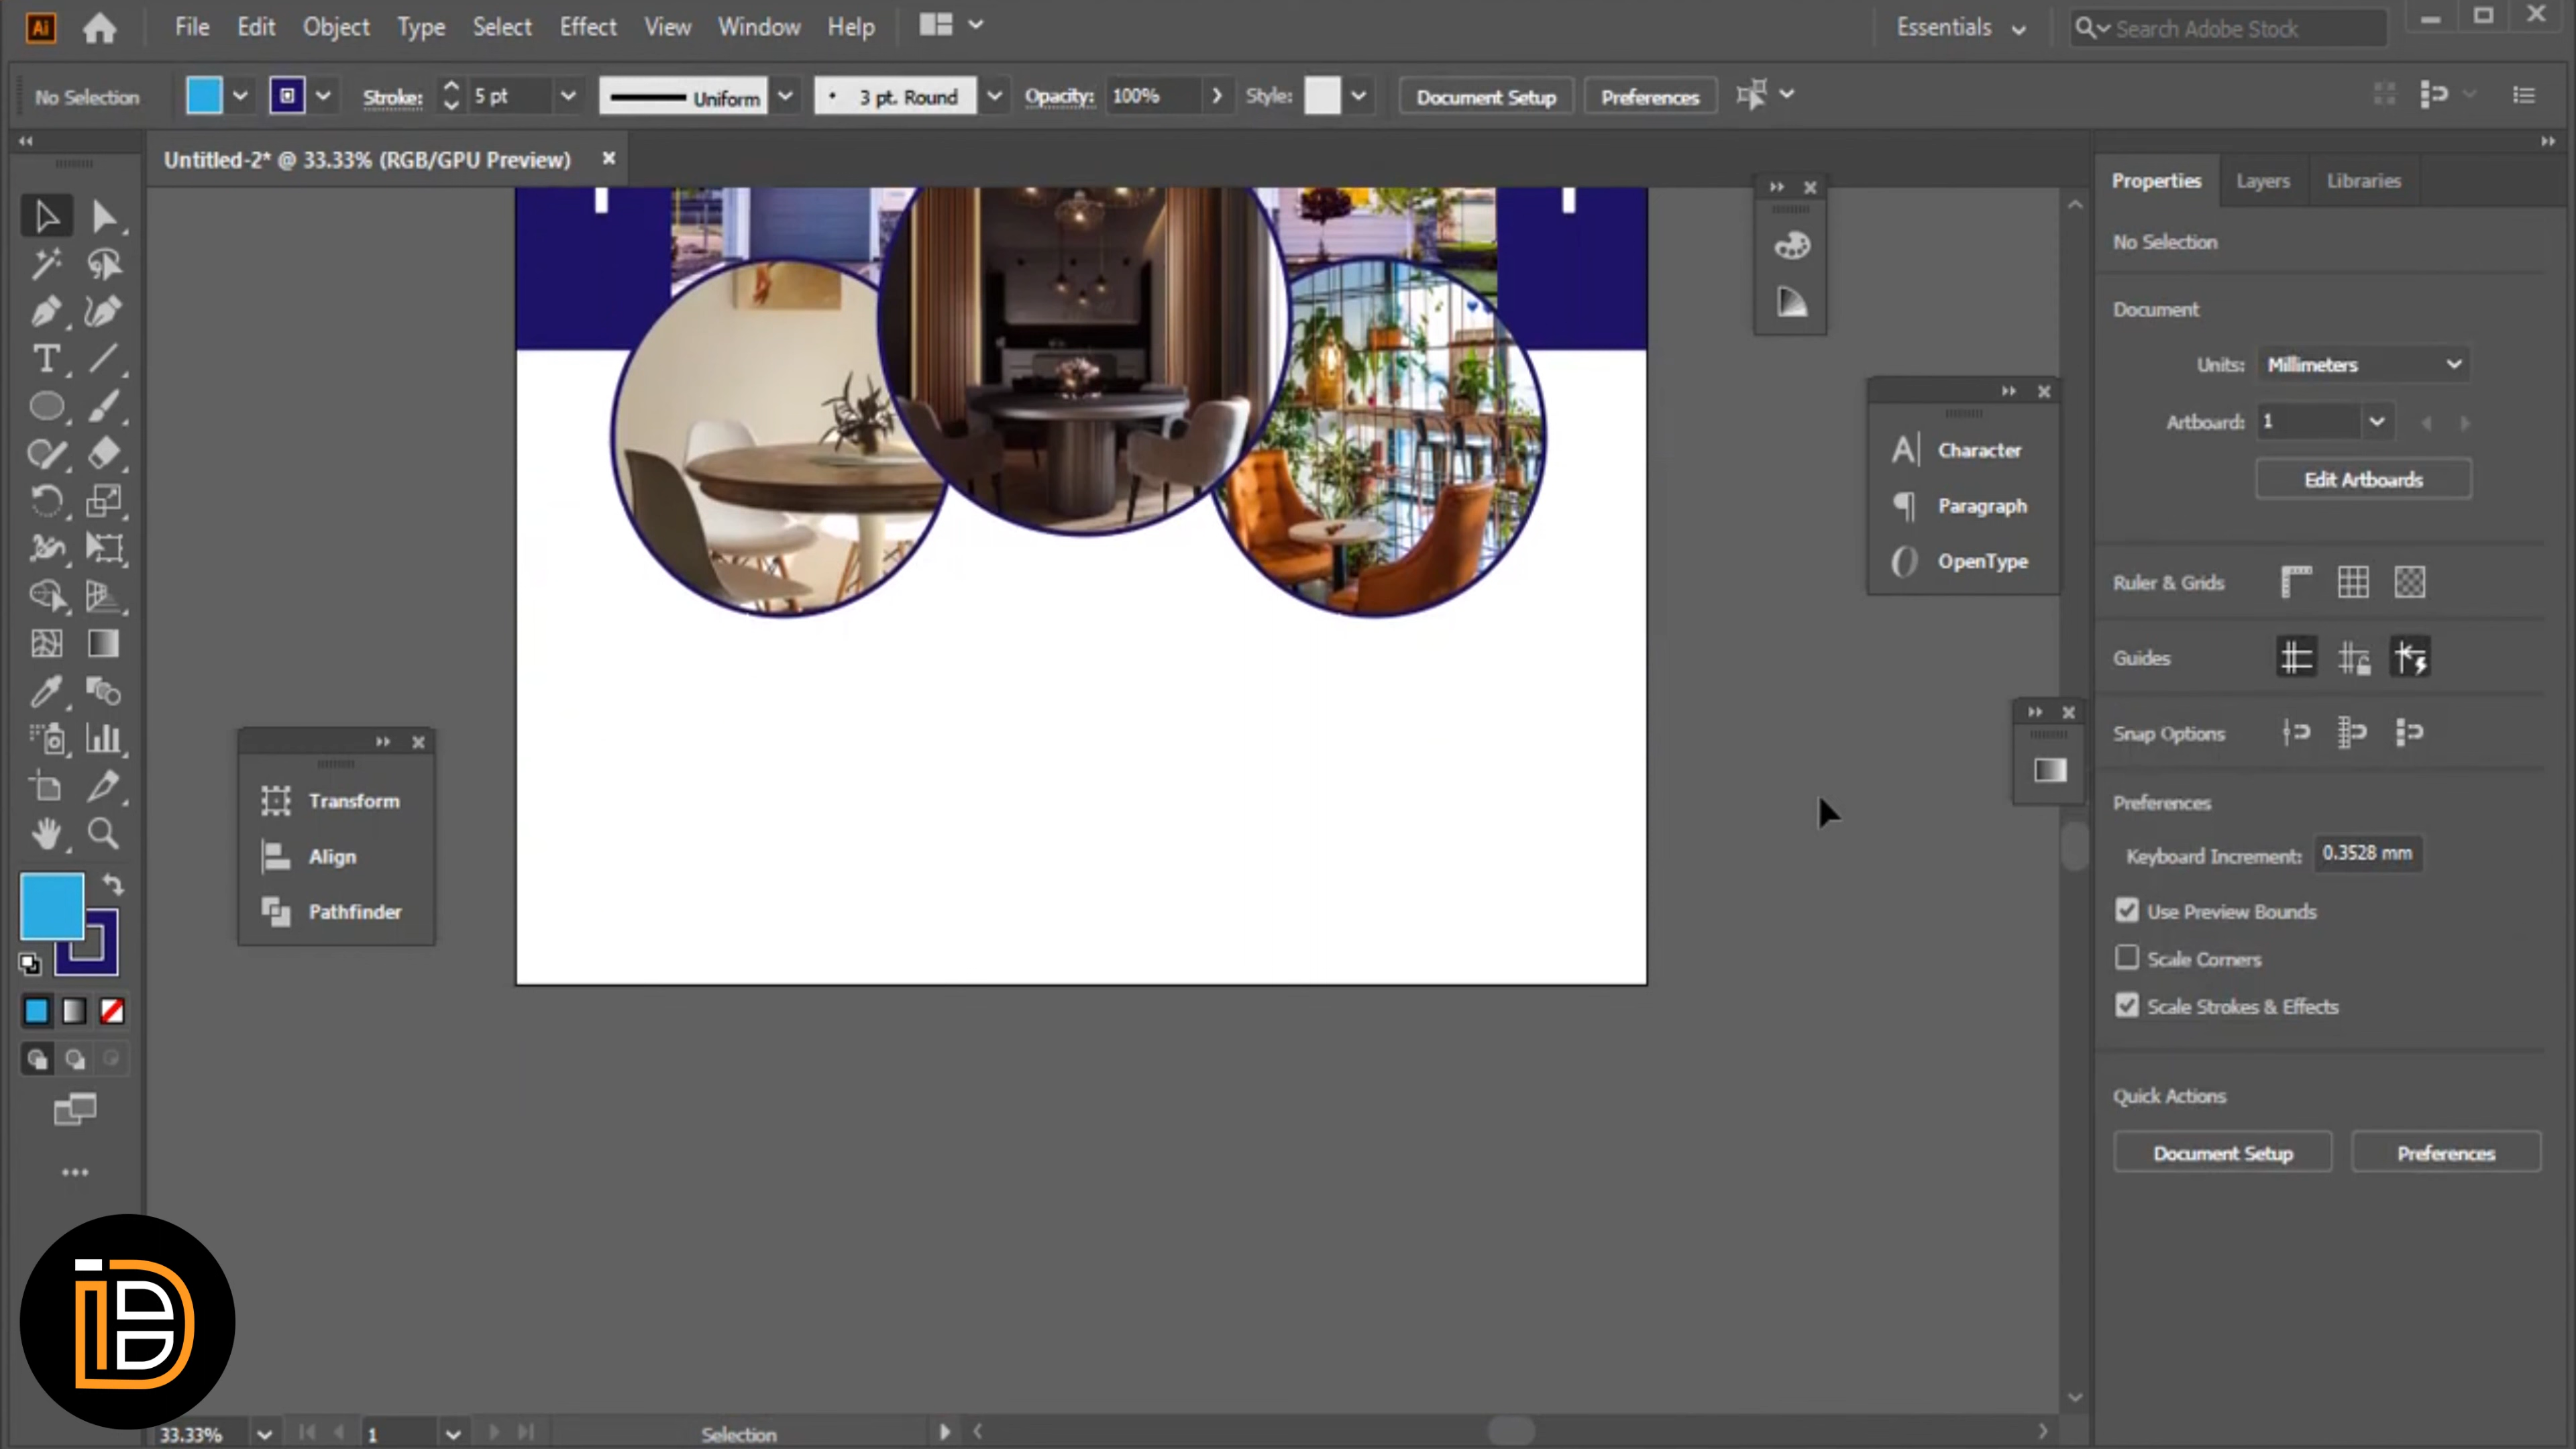 Ai
File Edit Object Type Select Effect View Window Help
Essentials
Search Adobe Stock
No Selection
Stroke: 5 pt
Uniform
3 pt. Round
Opacity: 100%
Style:
Document Setup
Preferences
Untitled-2* @ 33.33% (RGB/GPU Preview)
Properties Layers Libraries
No Selection
Document
Units: Millimeters
Artboard: 1
Edit Artboards
Character
Paragraph
OpenType
Ruler & Grids
Guides
Snap Options
Transform
Align
Pathfinder
Preferences
Keyboard Increment: 0.3528 mm
Use Preview Bounds
Scale Corners
Scale Strokes & Effects
Quick Actions
Document Setup
Preferences
33.33%
1
Selection